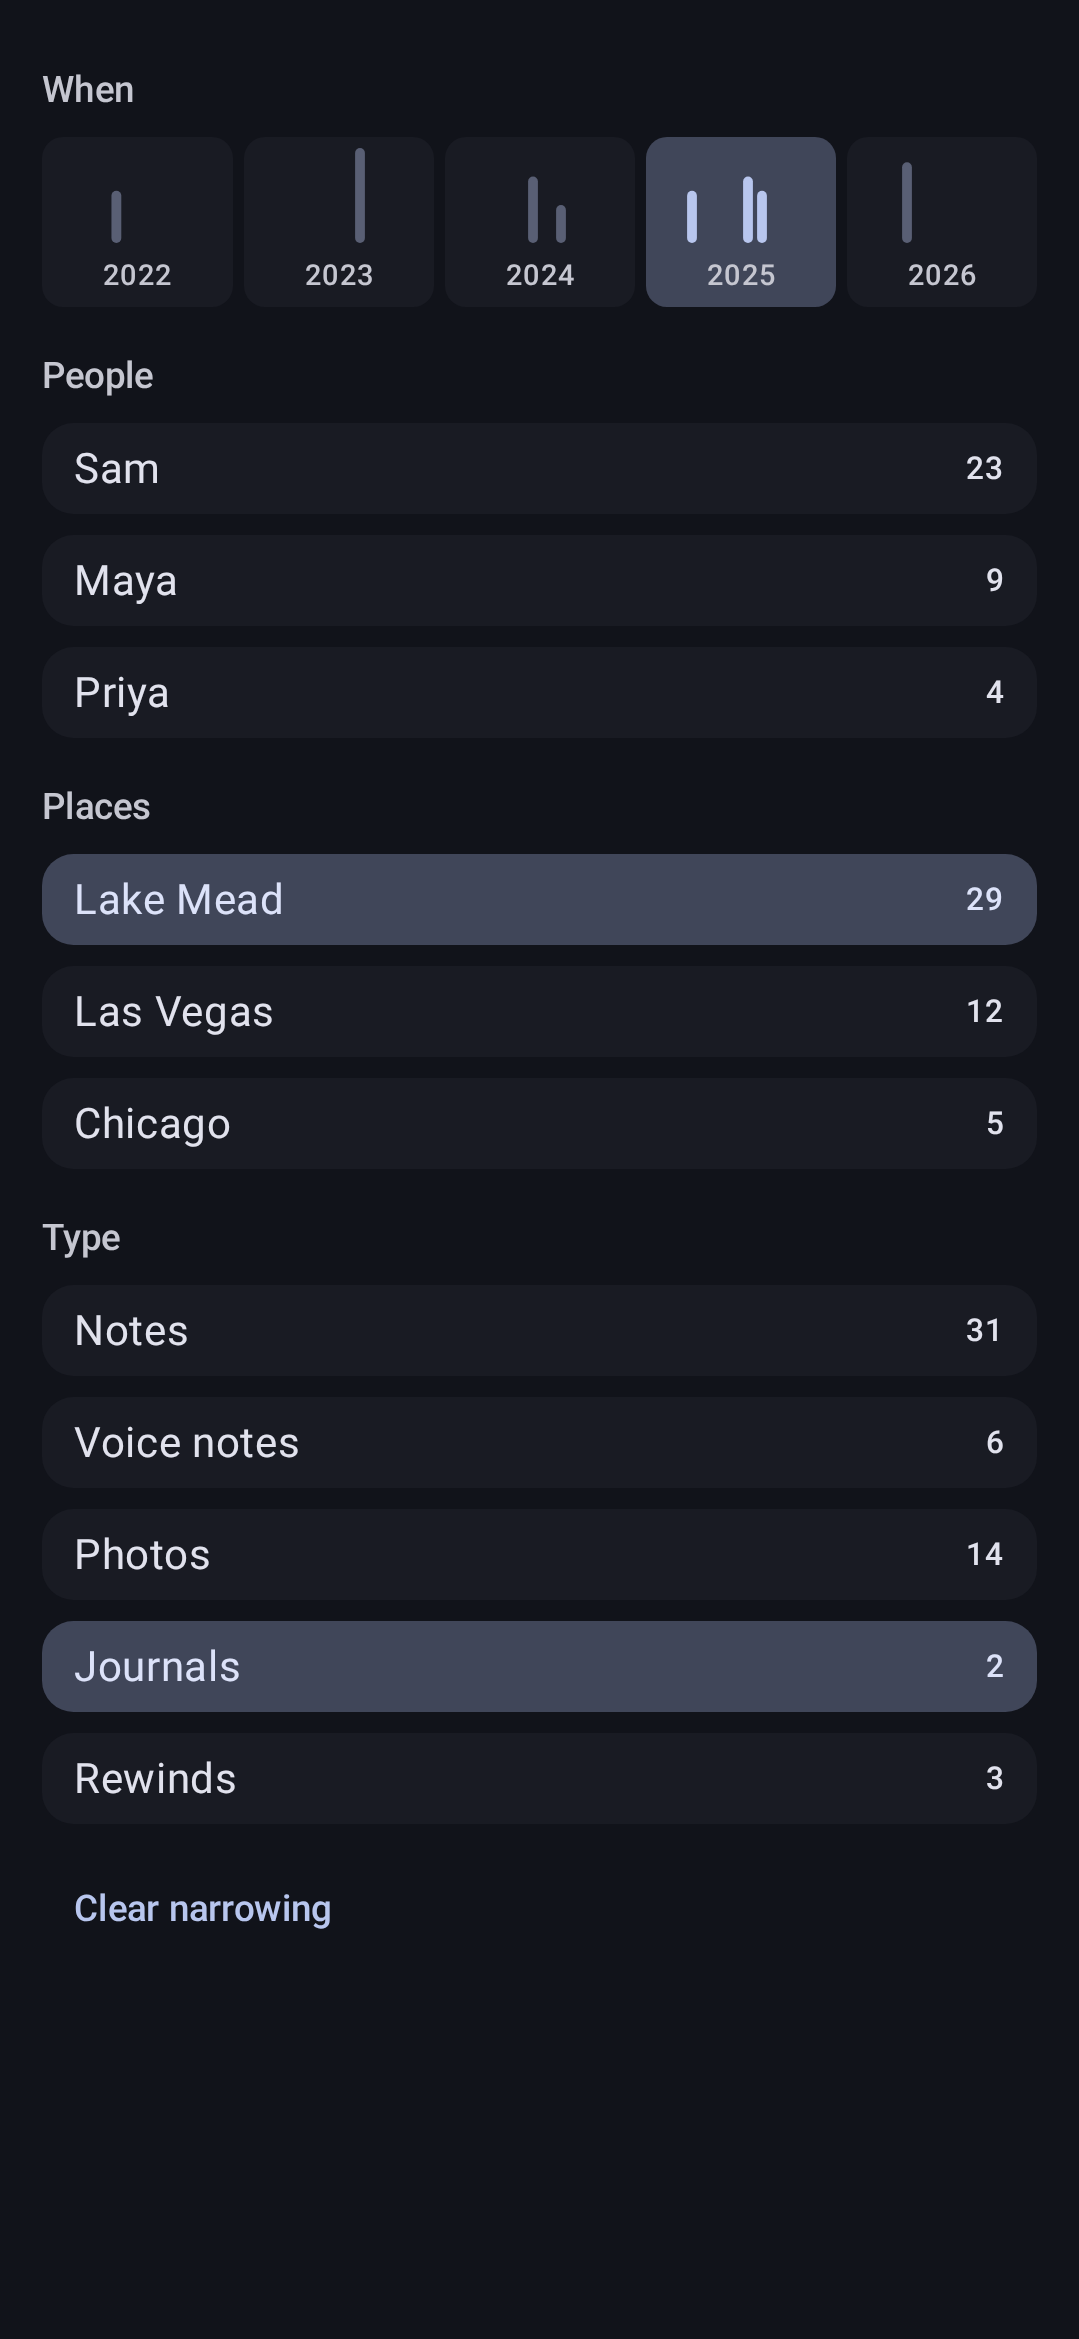 When
2022 2023 2024 2025 2026
People
Sam 23
Maya 9
Priya 4
Places
Lake Mead 29
Las Vegas 12
Chicago 5
Type
Notes 31
Voice notes 6
Photos 14
Journals 2
Rewinds 3
Clear narrowing